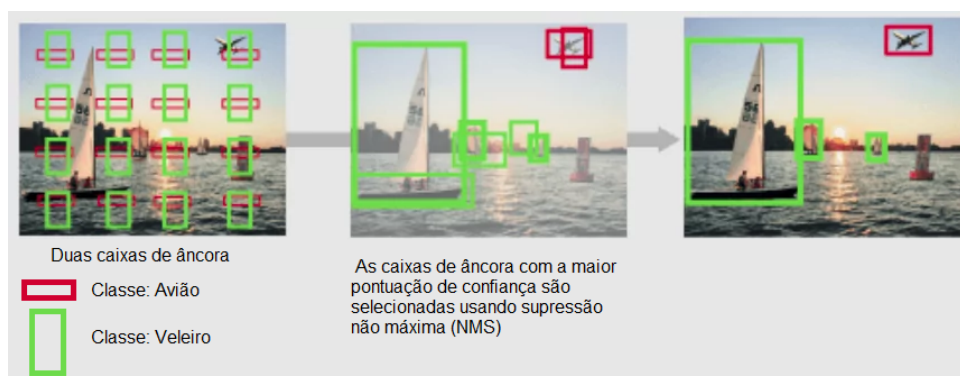 Duas caixas de âncora
Classe: Avião
Classe: Veleiro
As caixas de âncora com a maior
pontuação de confiança são
selecionadas usando supressão
não máxima (NMS)